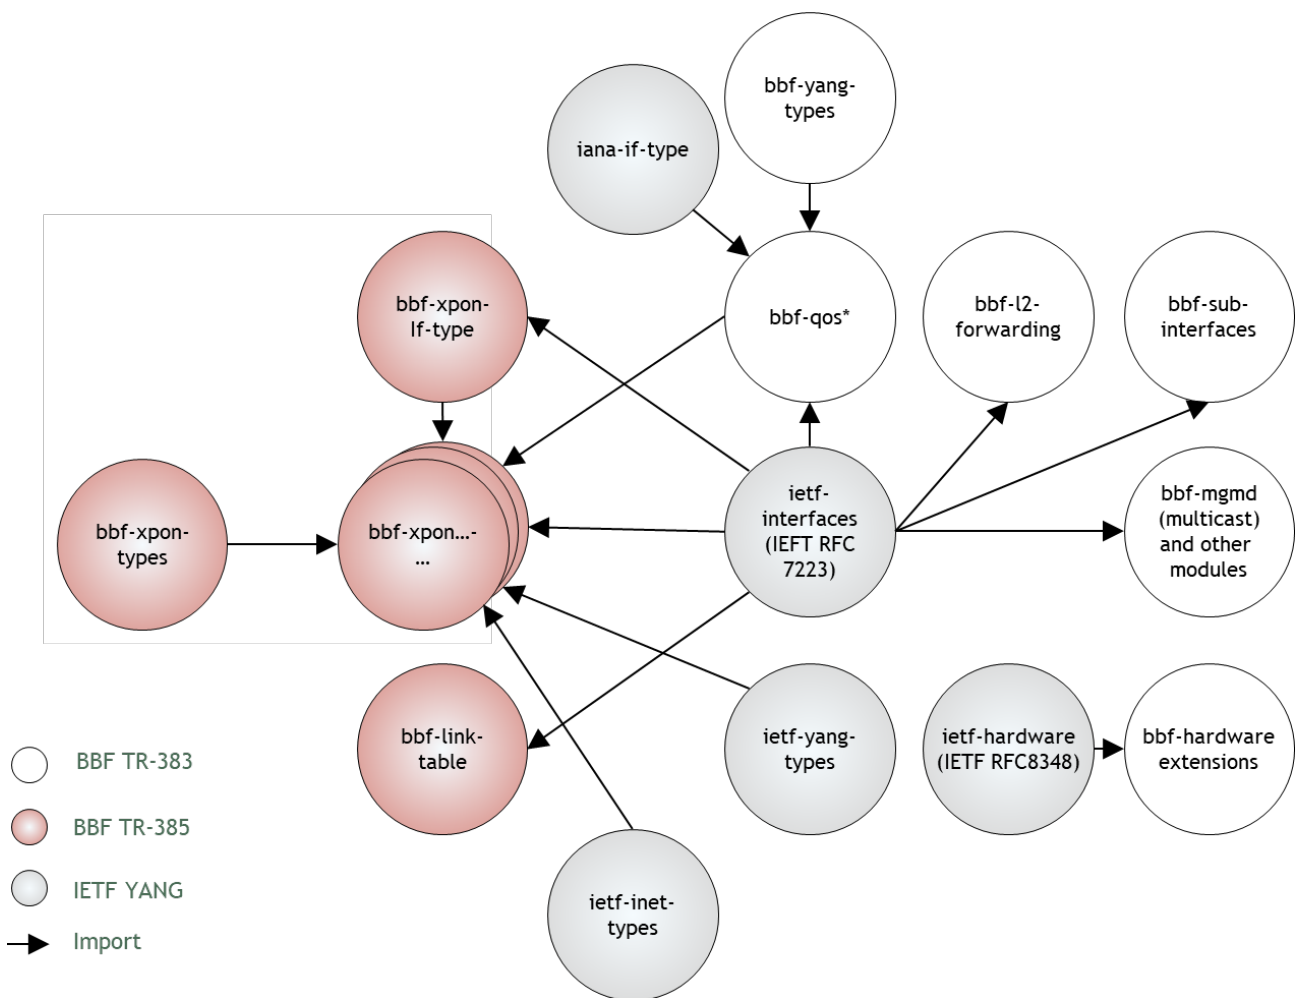 bbf-yang-
types
iana-if-type
bbf-xpon-
If-type
bbf-qos*
bbf-l2-
forwarding
bbf-sub-
interfaces
bbf-xpon-
types
bbf-xpon...-
...
ietf-
interfaces
(IEFT RFC
7223)
bbf-mgmd
(multicast)
and other
modules
bbf-link-
table
ietf-yang-
types
ietf-hardware
(IETF RFC8348)
bbf-hardware
extensions
ietf-inet-
types
BBF TR-383
BBF TR-385
IETF YANG
Import